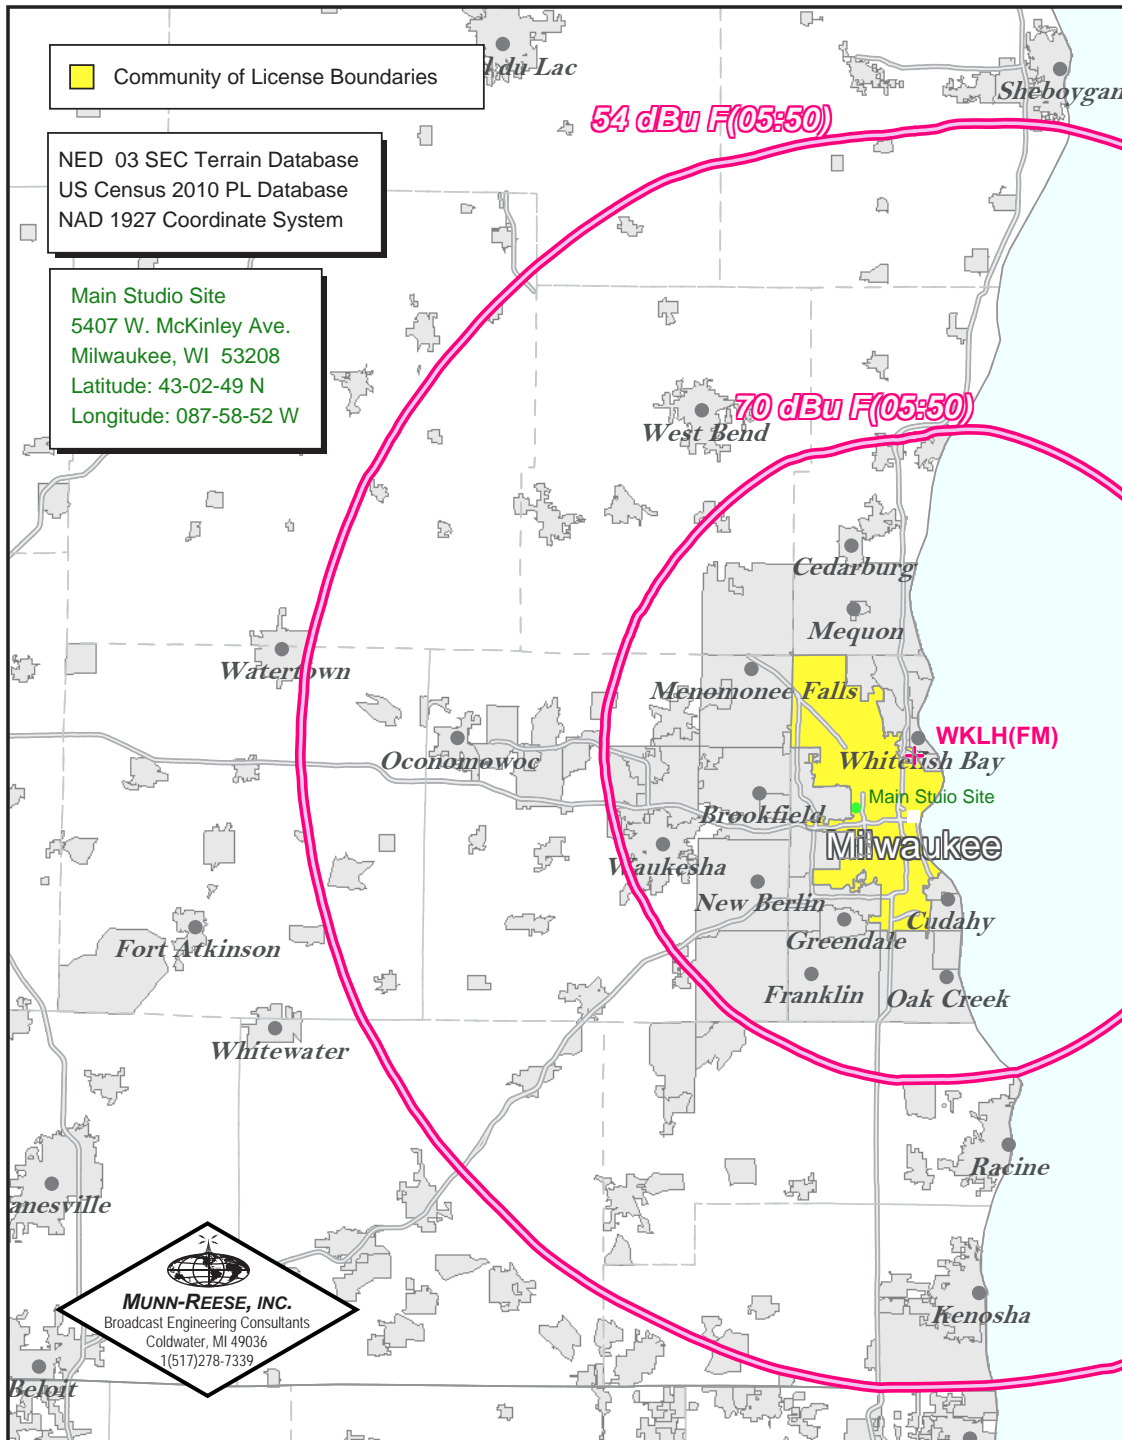 Community of License Boundaries
d du Lac
Sheboygan
54 dBu F(05:50)
NED 03 SEC Terrain Database
US Census 2010 PL Database
NAD 1927 Coordinate System
Main Studio Site
5407 W. McKinley Ave.
Milwaukee, WI 53208
Latitude: 43-02-49 N
Longitude: 087-58-52 W
70 dBu F(05:50)
West Bend
Cedarburg
Mequon
Watertown
Menomonee Falls
WKLH(FM)
Oconomowoc
Whitefish Bay
Main Stuio Site
Brookfield
Milwaukee
Waukesha
New Berlin
Cudahy
Greendale
Fort Atkinson
Franklin
Oak Creek
Whitewater
Racine
anesville
MUNN-REESE, INC.
Broadcast Engineering Consultants
Coldwater, MI 49036
1(517)278-7339
Kenosha
Beloit